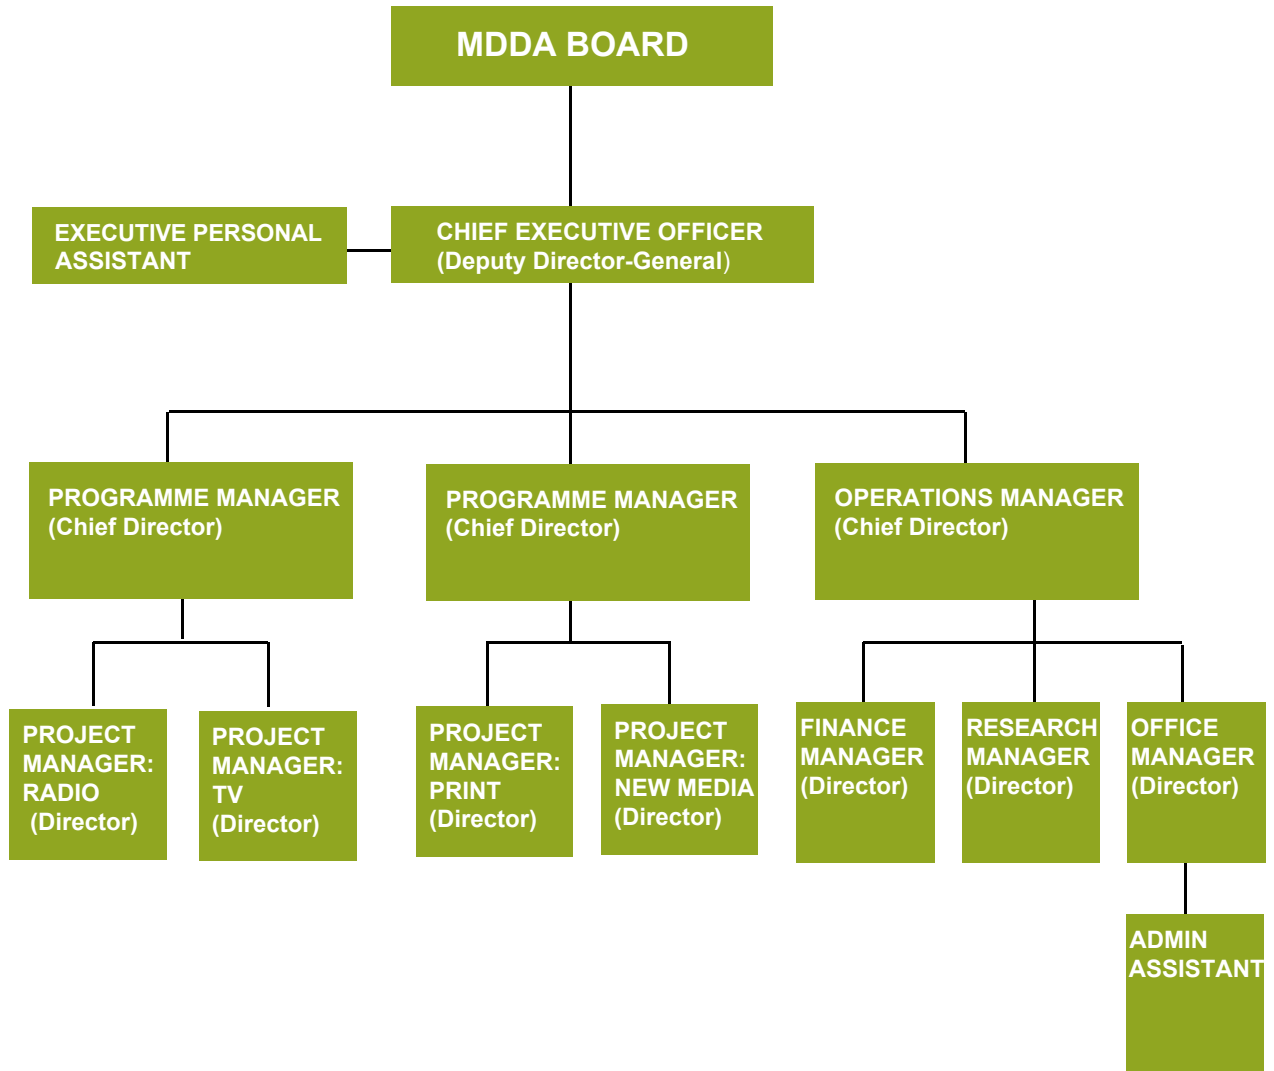 MDDA BOARD
EXECUTIVE PERSONAL
ASSISTANT
CHIEF EXECUTIVE OFFICER
(Deputy Director-General)
PROGRAMME MANAGER
(Chief Director)
PROGRAMME MANAGER
(Chief Director)
OPERATIONS MANAGER
(Chief Director)
PROJECT
MANAGER:
RADIO
(Director)
PROJECT
MANAGER:
TV
(Director)
PROJECT
MANAGER:
PRINT
(Director)
PROJECT
MANAGER:
NEW MEDIA
(Director)
FINANCE
MANAGER
(Director)
RESEARCH
MANAGER
(Director)
OFFICE
MANAGER
(Director)
ADMIN
ASSISTANT